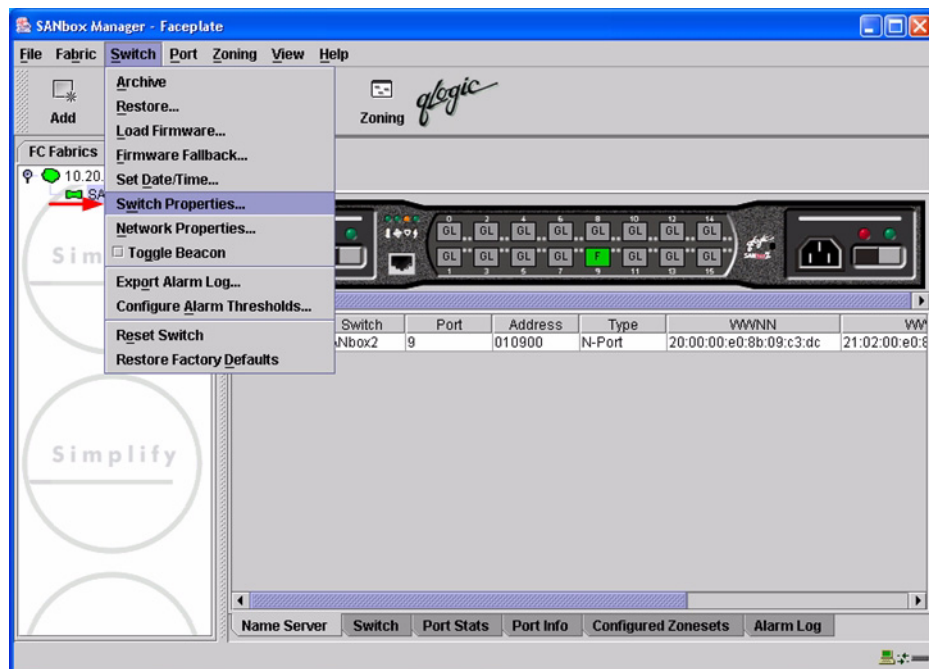 SANbox Manager - Faceplate
File Fabric Switch Port Zoning View Help
Add
Archive
Restore...
Load Firmware...
Firmware Fallback...
Set Date/Time...
Switch Properties...
Network Properties...
Toggle Beacon
Export Alarm Log...
Configure Alarm Thresholds...
Reset Switch
Restore Factory Defaults
Zoning
qlogic
FC Fabrics
10.20.
SA
0 2 4 6 8 10 12 14
GL GL GL GL GL GL GL GL
GL GL GL GL F GL GL GL
1 3 5 7 9 11 13 15
Switch Port Address Type WWNN WW
Nbox2 9 010900 N-Port 20:00:00:e0:8b:09:c3:dc 21:02:00:e0:8
Sim
Simplify
Name Server Switch Port Stats Port Info Configured Zonesets Alarm Log